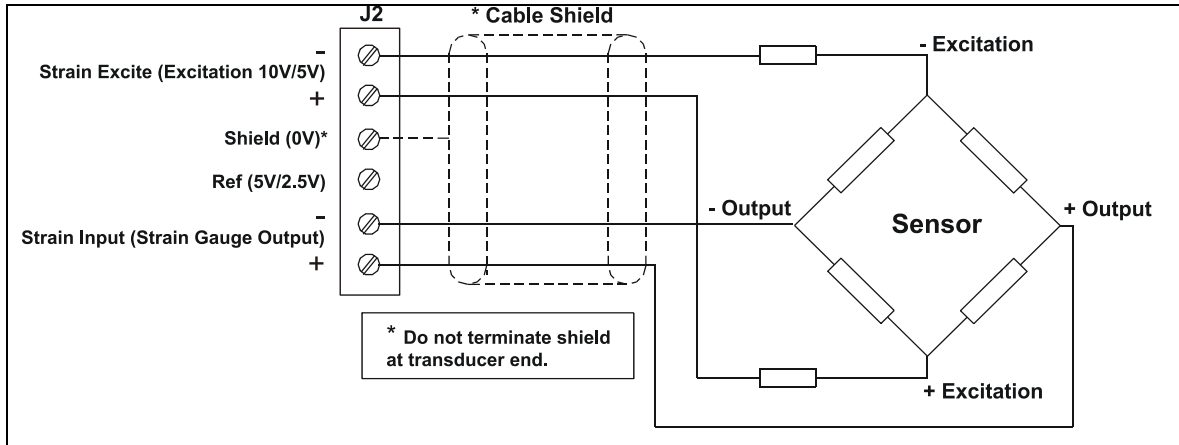 J2
* Cable Shield
- Excitation
–
Strain Excite (Excitation 10V/5V)
+
Shield (0V)*
Ref (5V/2.5V)
- Output
Sensor
+ Output
–
Strain Input (Strain Gauge Output)
+
* Do not terminate shield
at transducer end.
+ Excitation